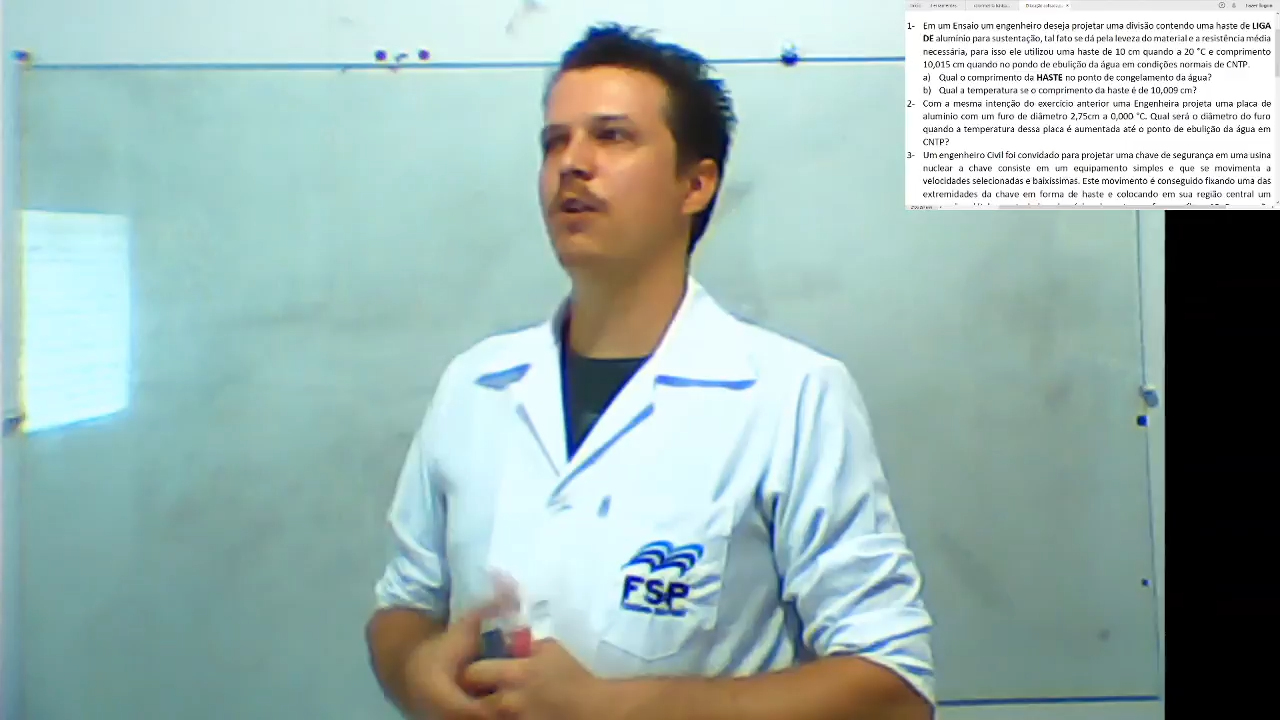 1- Em um Ensaio um engenheiro deseja projetar uma divisão contendo uma haste de LIGA
DE alumínio para sustentação, tal fato se dá pela leveza do material e a resistência média
necessária, para isso ele utilizou uma haste de 10 cm quando a 20 °C e comprimento
10,015 cm quando no pondo de ebulição da água em condições normais de CNTP.
a) Qual o comprimento da HASTE no ponto de congelamento da água?
b) Qual a temperatura se o comprimento da haste é de 10,009 cm?
2- Com a mesma intenção do exercício anterior uma Engenheira projeta uma placa de
alumínio com um furo de diâmetro 2,75cm a 0,000 °C. Qual será o diâmetro do furo
quando a temperatura dessa placa é aumentada até o ponto de ebulição da água em
CNTP?
3- Um engenheiro Civil foi convidado para projetar uma chave de segurança em uma usina
nuclear a chave consiste em um equipamento simples e que se movimenta a
velocidades selecionadas e baixíssimas. Este movimento é conseguido fixando uma das
extremidades da chave em forma de haste e colocando em sua região central um
FSP